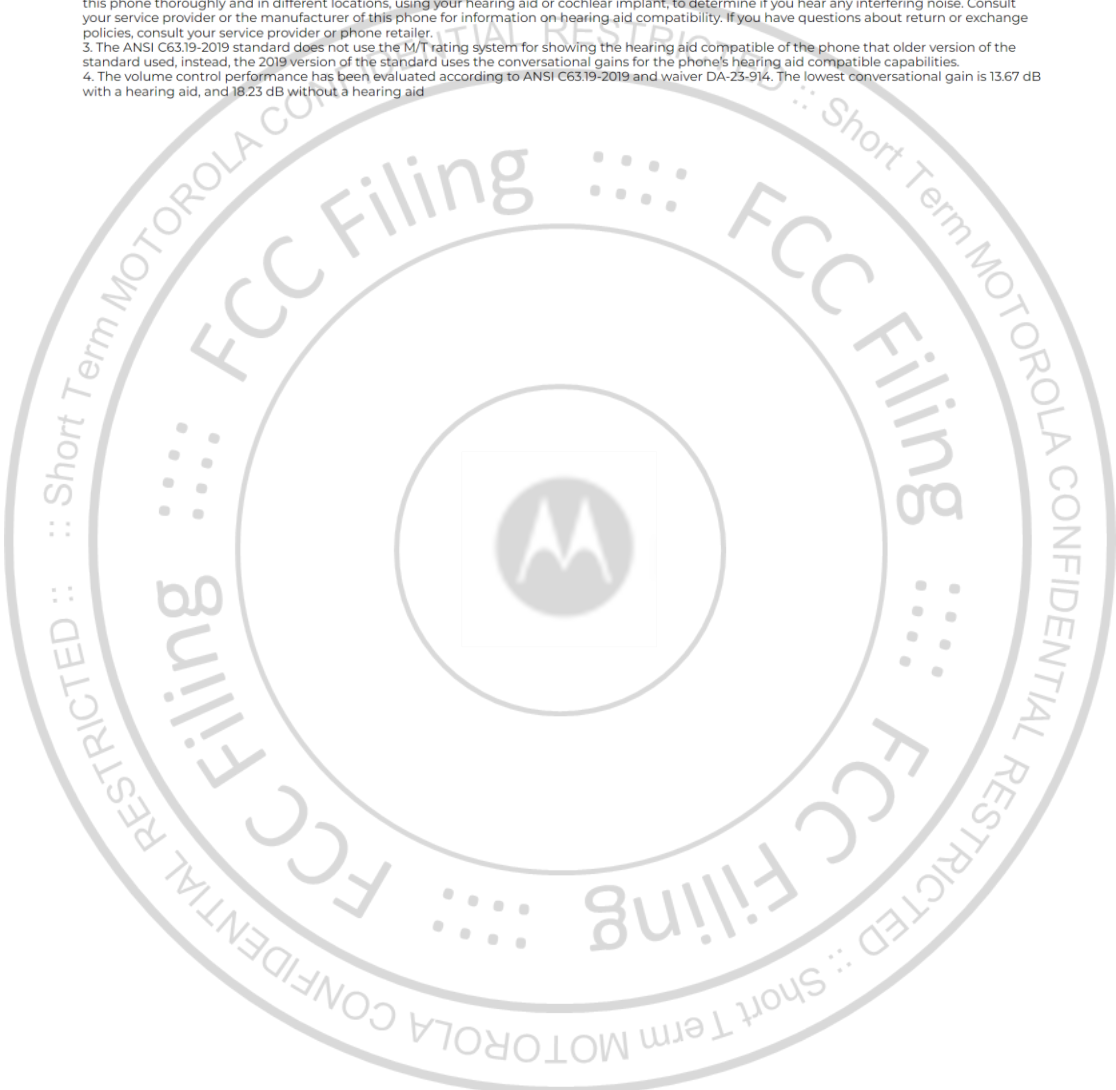 this phone thoroughly and in different locations, using your hearing aid or cochlear implant, to determine if you hear any interfering noise. Consult
your service provider or the manufacturer of this phone for information on hearing aid compatibility. If you have questions about return or exchange
policies, consult your service provider or phone retailer.
3. The ANSI C63.19-2019 standard does not use the M/T rating system for showing the hearing aid compatible of the phone that older version of the
standard used, instead, the 2019 version of the standard uses the conversational gains for the phone's hearing aid compatible capabilities.
4. The volume control performance has been evaluated according to ANSI C63.19-2019 and waiver DA-23-914. The lowest conversational gain is 13.67 dB
with a hearing aid, and 18.23 dB without a hearing aid
:: Short Term MOTOROLA CONFIDENTIAL RESTRICTED :: Short Term MOTOROLA CONFIDENTIAL RESTRICTED :: Short Term MOTOROLA CONFIDENTIAL RESTRICTED ::
:::: FCC Filing :::: FCC Filing :::: FCC Filing :::: FCC Filing